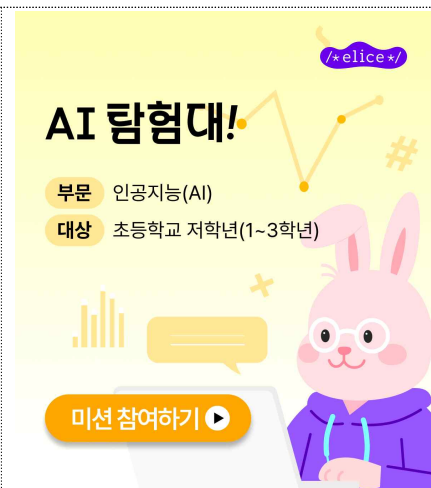 /*elice*/
AI 탐험대!
부문 인공지능(AI)
대상 초등학교 저학년(1~3학년)
미션 참여하기